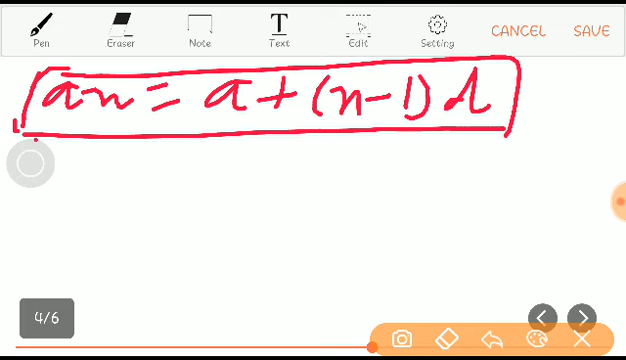 Pen Eraser Note Text Edit Setting CANCEL SAVE
an = a + (n-1) d
4/6